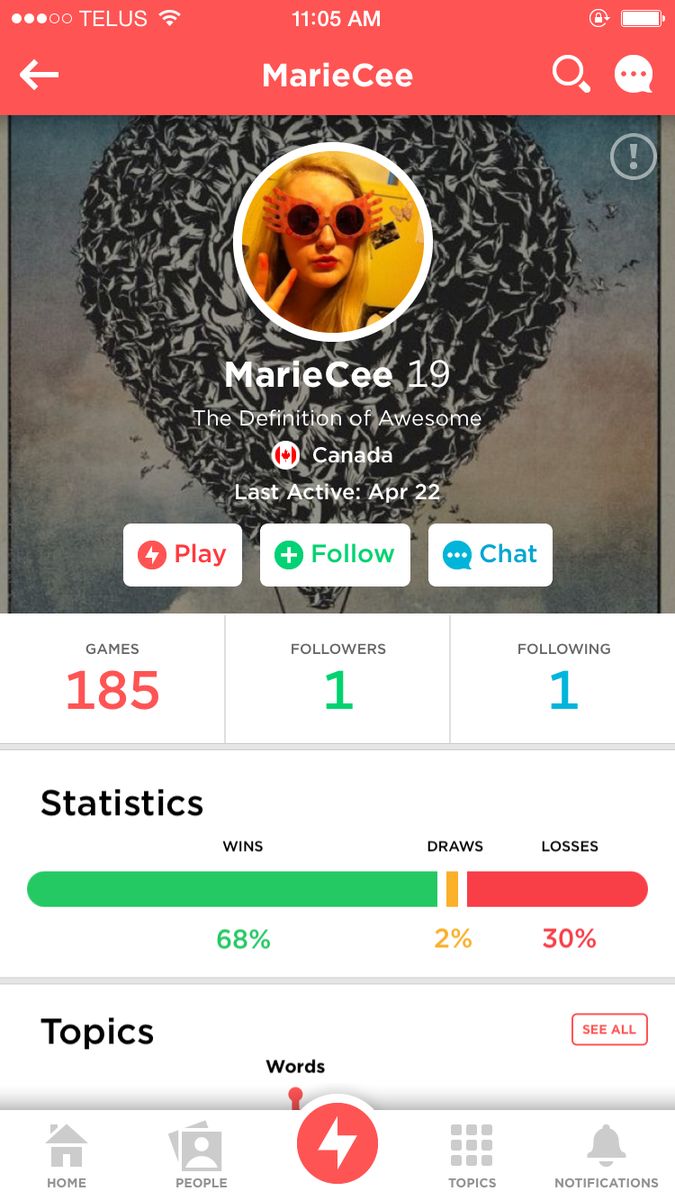 TELUS 11:05 AM
MarieCee
MarieCee 19
The Definition of Awesome
Canada
Last Active: Apr 22
Play Follow Chat
GAMES FOLLOWERS FOLLOWING
185 1 1
Statistics
WINS DRAWS LOSSES
68% 2% 30%
Topics SEE ALL
Words
HOME PEOPLE TOPICS NOTIFICATIONS